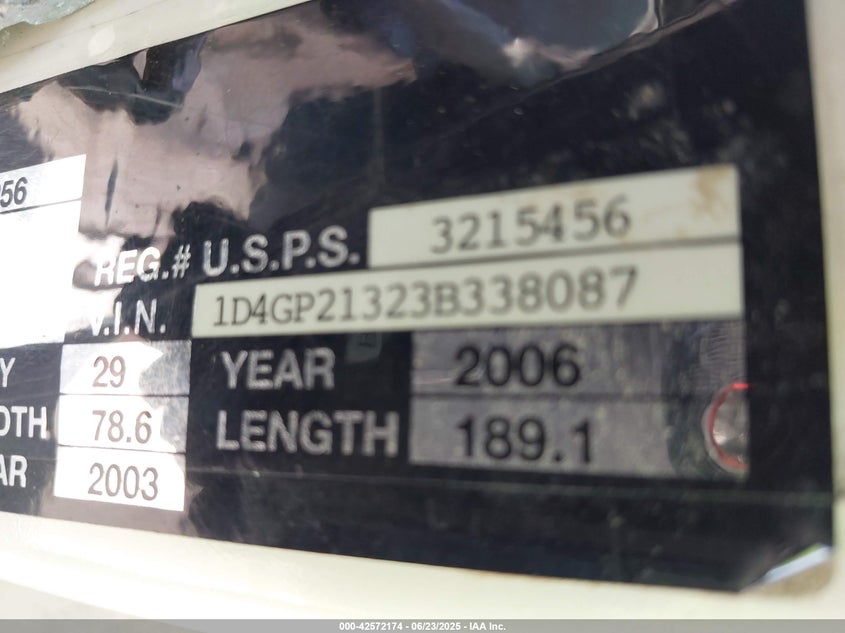 56
REG.# U.S.P.S. 3215456
V.I.N. 1D4GP21323B338087
Y 29 YEAR 2006
DTH 78.6 LENGTH 189.1
AR 2003
000-42572174 - 06/23/2025 - IAA Inc.